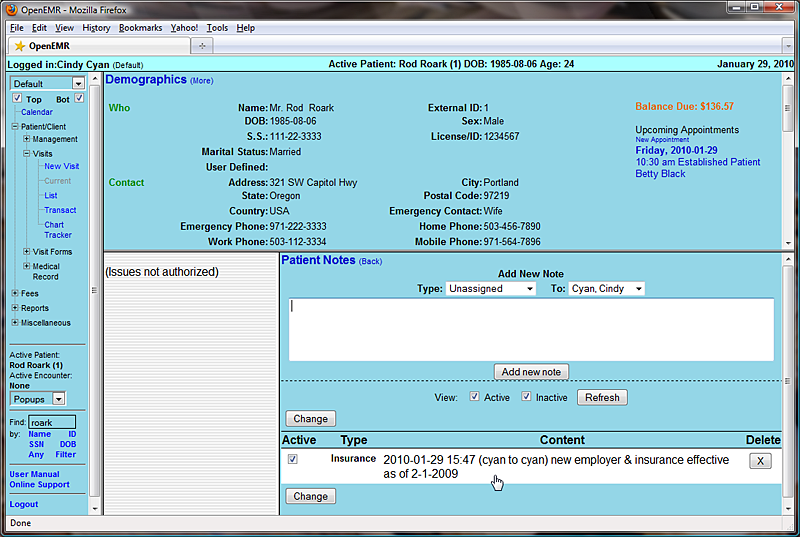 OpenEMR - Mozilla Firefox
File Edit View History Bookmarks Yahoo! Tools Help
OpenEMR
Logged in:Cindy Cyan (Default) Active Patient: Rod Roark (1) DOB: 1985-08-06 Age: 24 January 29, 2010
Default
Top Bot
Calendar
Patient/Client
Management
Visits
New Visit
Current
List
Transact
Chart
Tracker
Visit Forms
Medical
Record
Fees
Reports
Miscellaneous
Active Patient:
Rod Roark (1)
Active Encounter:
None
Popups
Find: roark
by: Name ID
SSN DOB
Any Filter
User Manual
Online Support
Logout
Demographics (More)
Who Name: Mr. Rod Roark External ID: 1
DOB: 1985-08-06 Sex: Male
S.S.: 111-22-3333 License/ID: 1234567
Marital Status: Married
User Defined:
Contact Address: 321 SW Capitol Hwy City: Portland
State: Oregon Postal Code: 97219
Country: USA Emergency Contact: Wife
Emergency Phone: 971-222-3333 Home Phone: 503-456-7890
Work Phone: 503-112-3334 Mobile Phone: 971-564-7896
Balance Due: $136.57
Upcoming Appointments
New Appointment
Friday, 2010-01-29
10:30 am Established Patient
Betty Black
(Issues not authorized)
Patient Notes (Back)
Add New Note
Type: Unassigned To: Cyan, Cindy
Add new note
View: Active Inactive Refresh
Change
Active Type Content Delete
Insurance 2010-01-29 15:47 (cyan to cyan) new employer & insurance effective
as of 2-1-2009 X
Change
Done